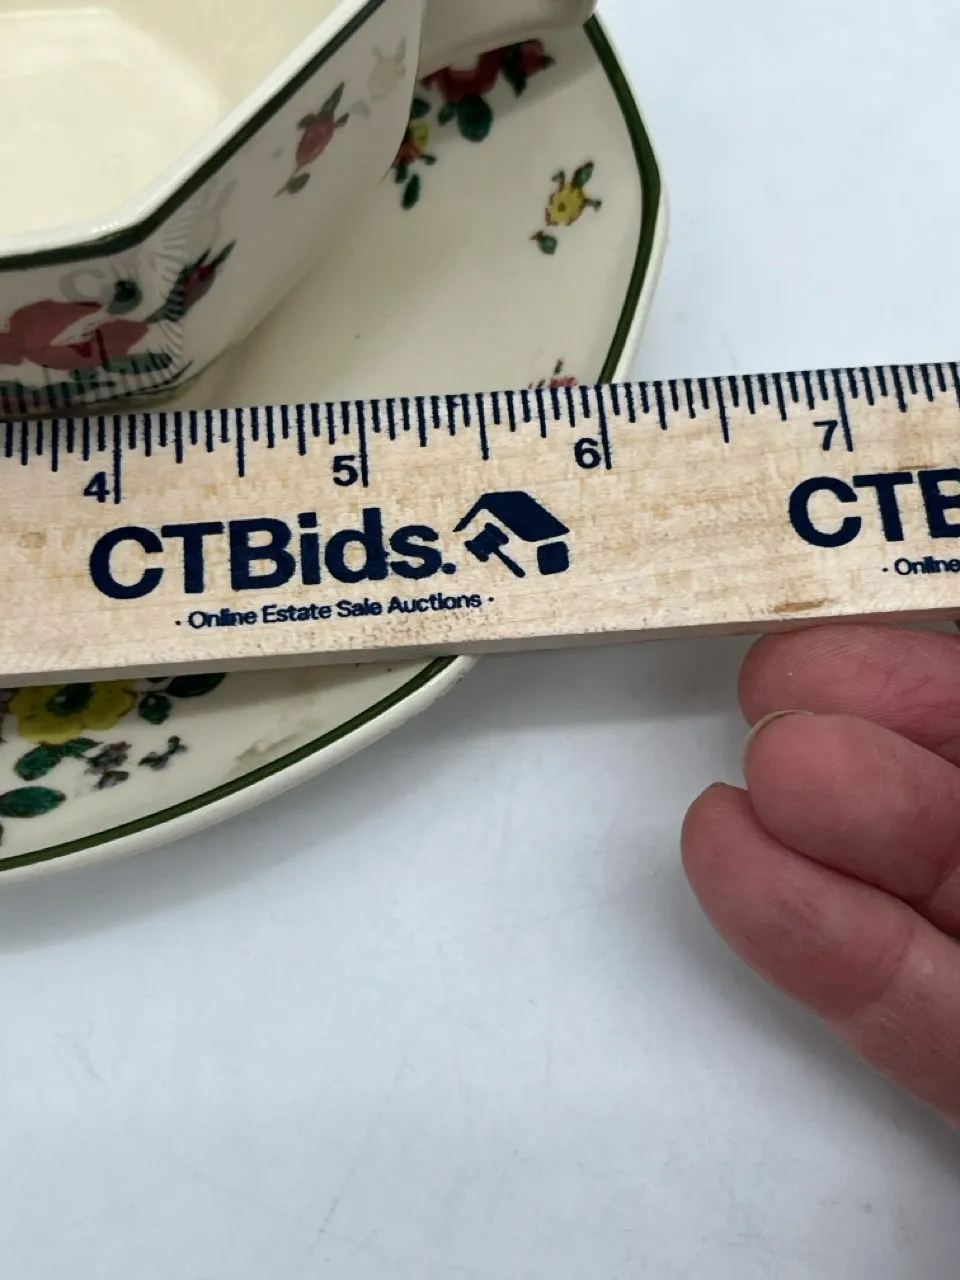 4 5 6 7
CTBids.
· Online Estate Sale Auctions ·
CTB
· Online